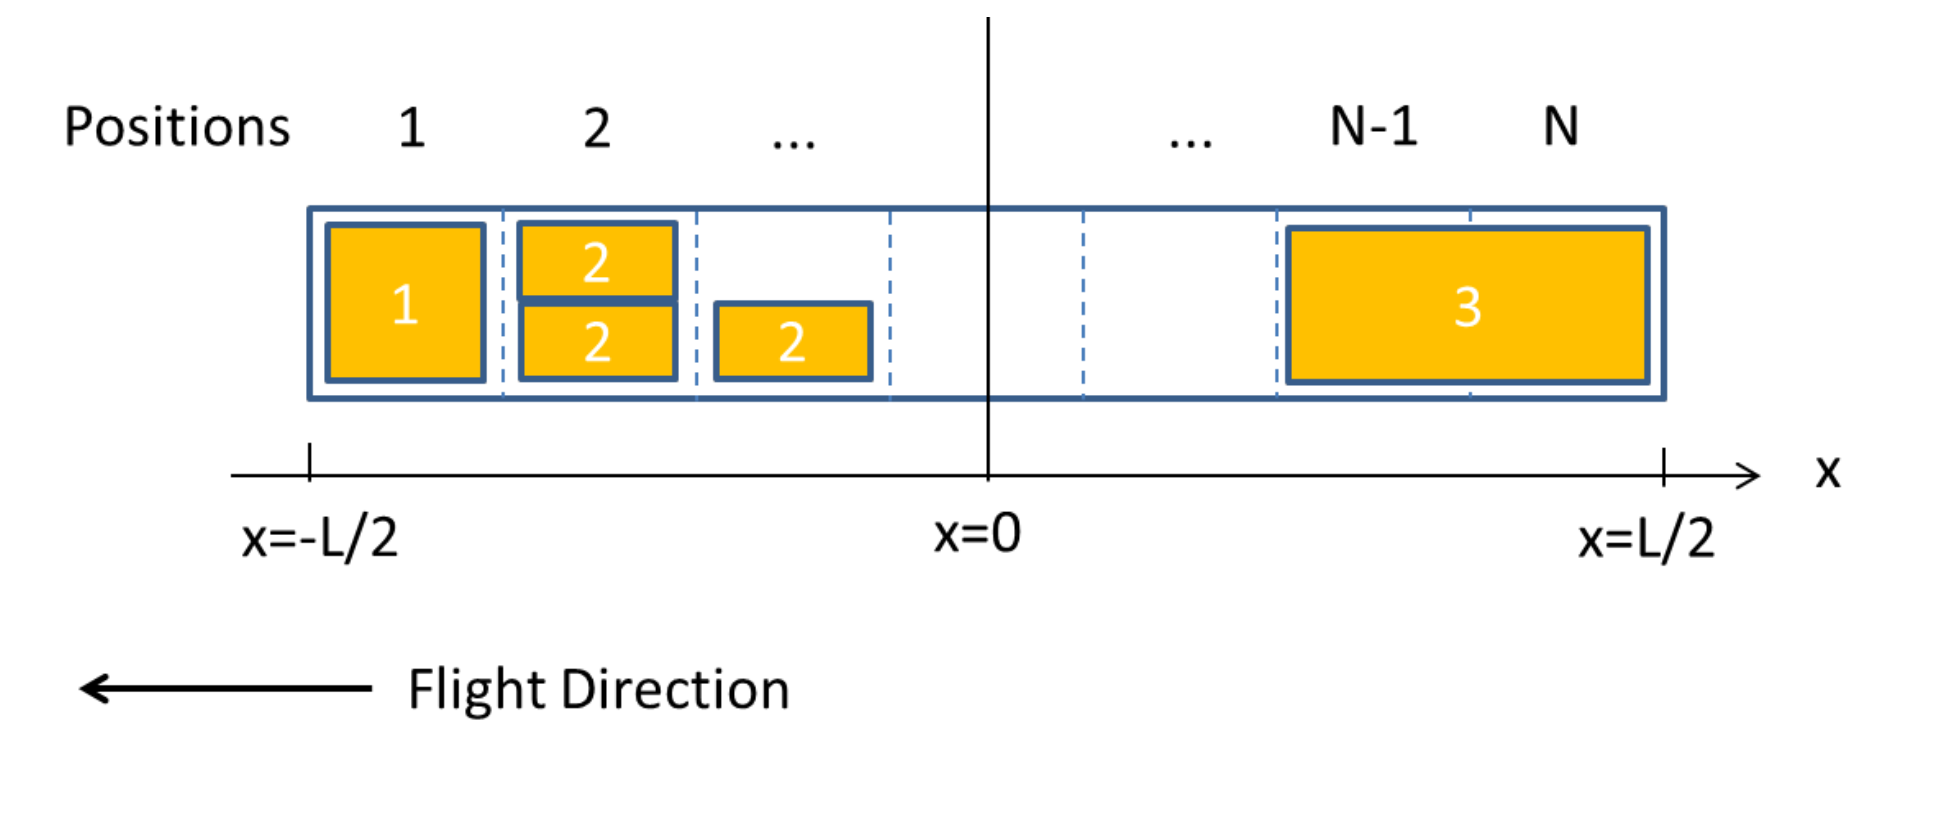 Positions 1 2 ... ... N-1 N
1 2 2 2 3
x
x=-L/2 x=0 x=L/2
Flight Direction